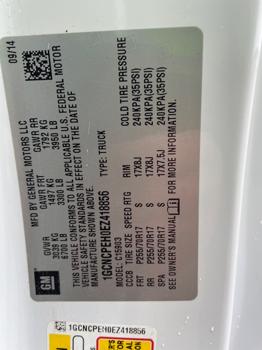 MFD BY GENERAL MOTORS LLC 09/14
GVWR GAWR FRT GAWR RR
3039 KG 1497 KG 1792 KG
6700 LB 3300 LB 3950 LB
THIS VEHICLE CONFORMS TO ALL APPLICABLE U.S. FEDERAL MOTOR
VEHICLE SAFETY STANDARDS IN EFFECT ON THE DATE OF
MANUFACTURE SHOWN ABOVE.
1GCNCPEH0EZ418856 TYPE: TRUCK
MODEL: C15903
CCCB TIRE SIZE SPEED RTG RIM COLD TIRE PRESSURE
FRT P255/70R17 S 17X8J 240KPA(35PSI)
RR P255/70R17 S 17X8J 240KPA(35PSI)
SPA P255/70R17 S 17X7.5J 240KPA(35PSI)
SEE OWNER'S MANUAL FOR MORE INFORMATION.
GM
1GCNCPEH0EZ418856